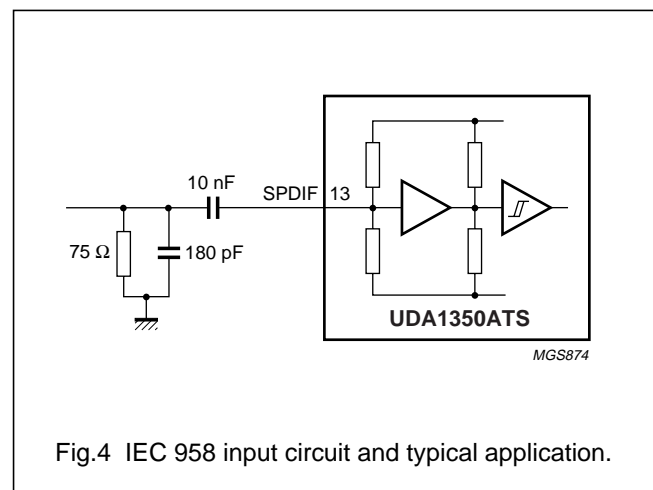 10 nF
SPDIF 13
75 Ω
180 pF
UDA1350ATS
MGS874
Fig.4 IEC 958 input circuit and typical application.